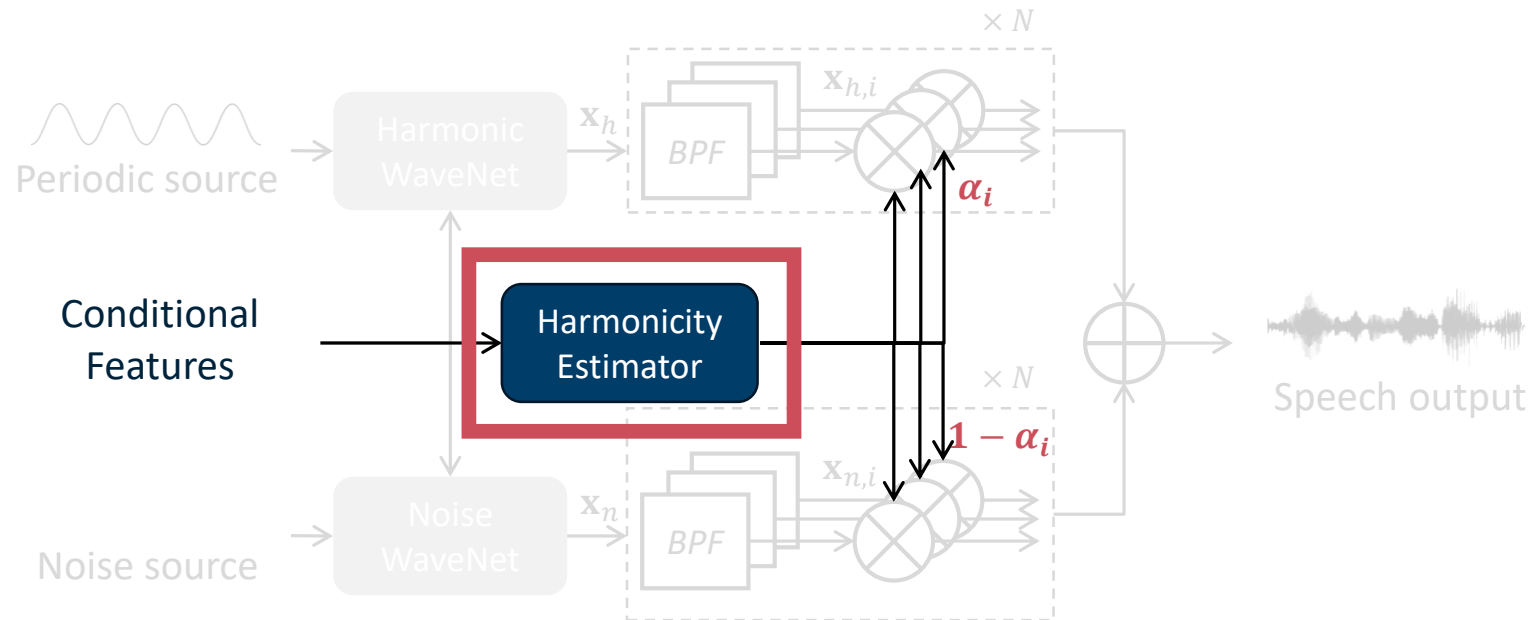 × N
x_{h,i}
Harmonic
WaveNet
x_h
BPF
Periodic source
α_i
Conditional
Features
Harmonicity
Estimator
× N
Speech output
1 − α_i
x_{n,i}
Noise
WaveNet
x_n
BPF
Noise source